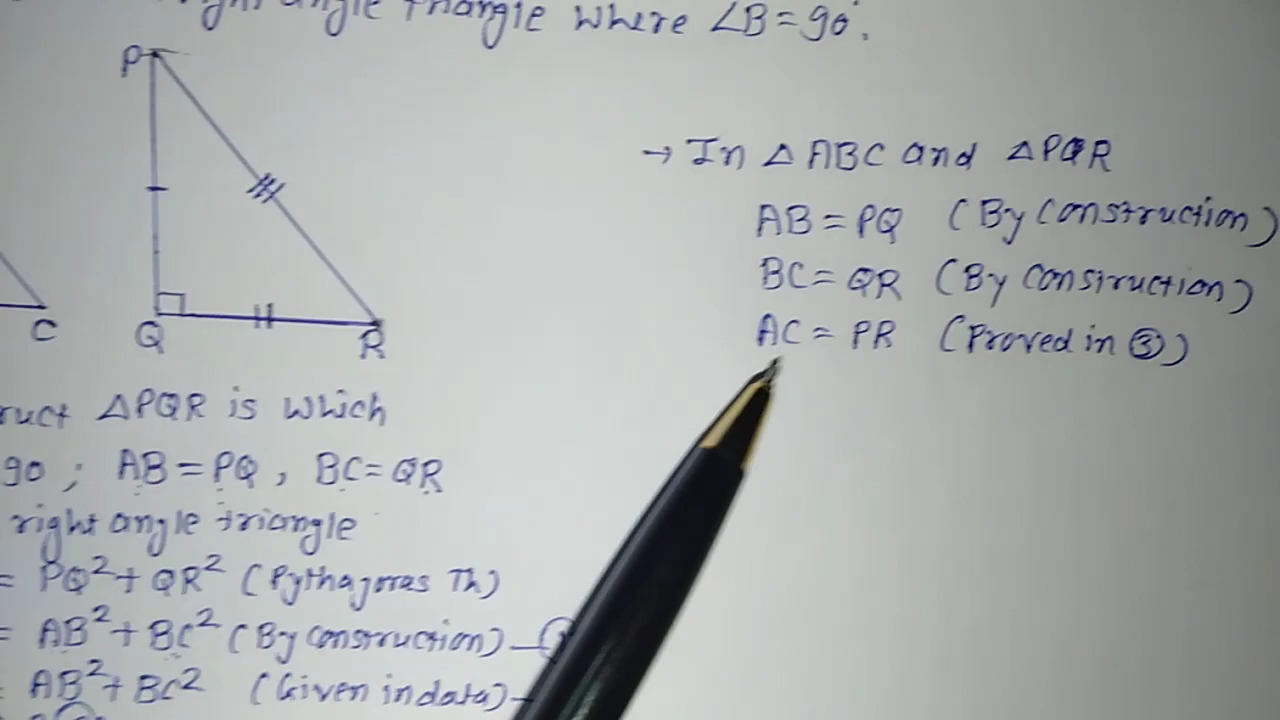 angle Triangle where ∠B=90°.
P
Q
R
C
→ In △ABC and △PQR
AB = PQ (By Construction)
BC = QR (By Construction)
AC = PR (Proved in ③)
ruct △PQR is which
90 ; AB = PQ , BC = QR
right angle triangle
= PQ²+ QR² (Pythagoras Th)
= AB²+ BC² (By Construction)—
= AB²+ BC² (Given in data)—